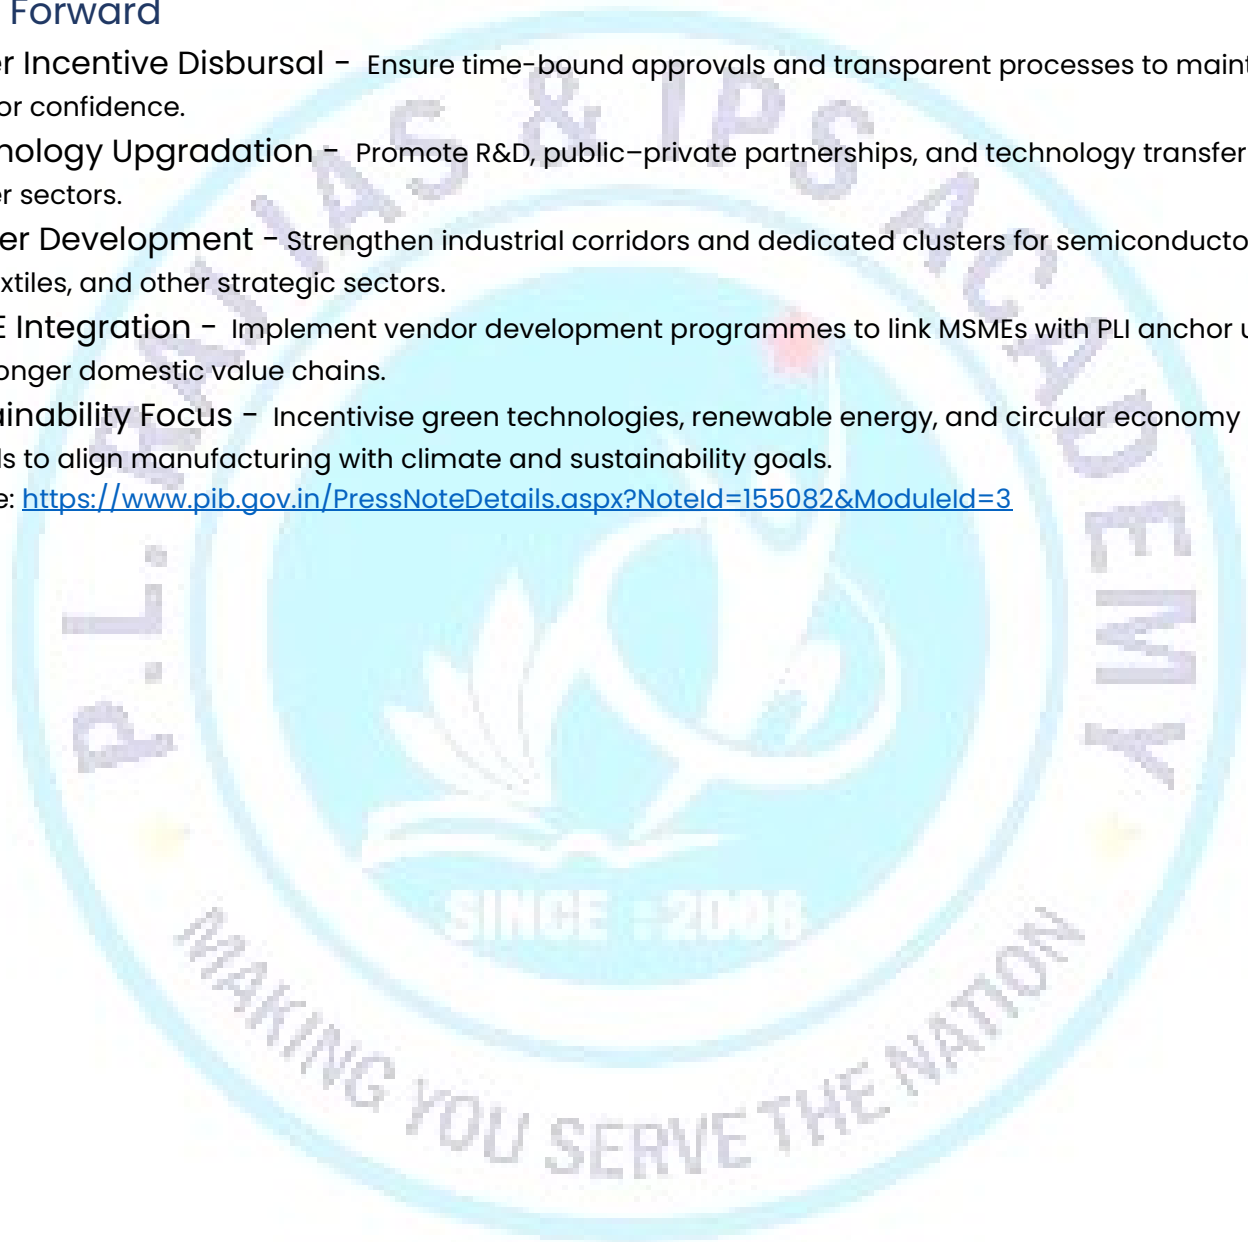 Forward
r Incentive Disbursal - Ensure time-bound approvals and transparent processes to maint
or confidence.
nology Upgradation - Promote R&D, public–private partnerships, and technology transfer
r sectors.
er Development - Strengthen industrial corridors and dedicated clusters for semiconducto
xtiles, and other strategic sectors.
E Integration - Implement vendor development programmes to link MSMEs with PLI anchor u
onger domestic value chains.
ainability Focus - Incentivise green technologies, renewable energy, and circular economy
ls to align manufacturing with climate and sustainability goals.
e: https://www.pib.gov.in/PressNoteDetails.aspx?NoteId=155082&ModuleId=3
P.L. RAJ IAS & IPS ACADEMY
SINCE :2008
MAKING YOU SERVE THE NATION